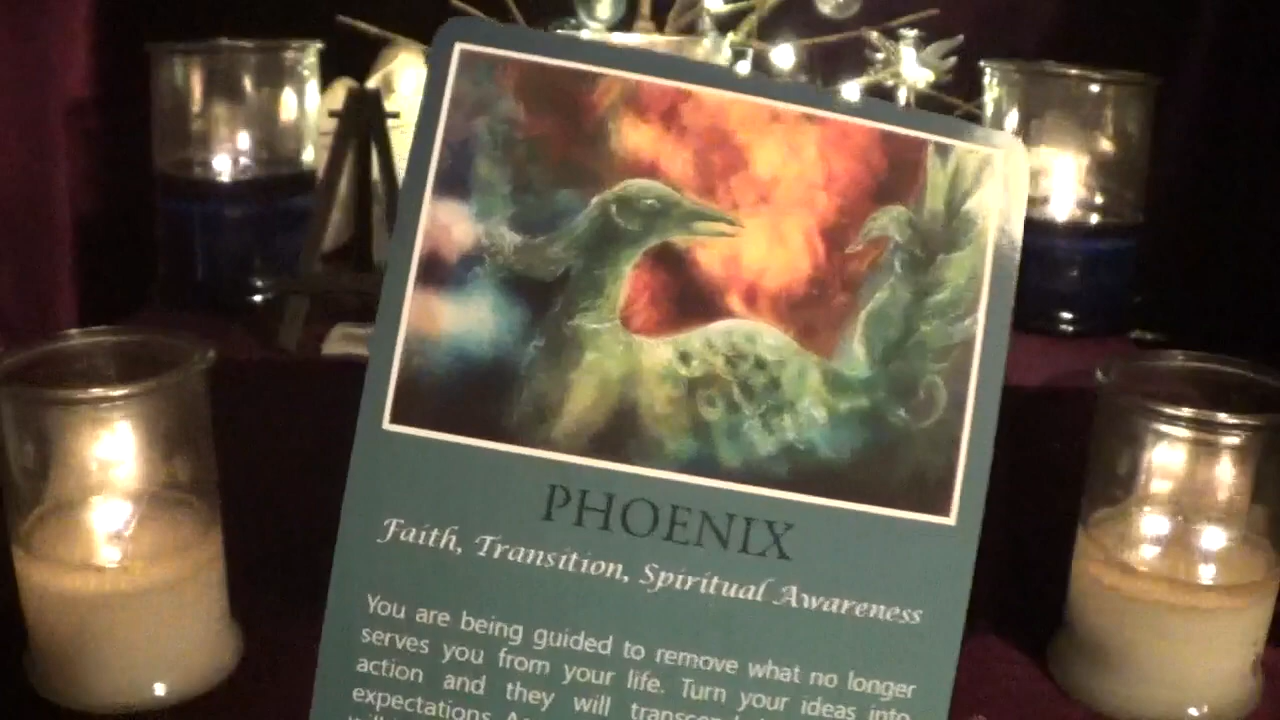 PHOENIX
Faith, Transition, Spiritual Awareness
You are being guided to remove what no longer
serves you from your life. Turn your ideas into
action and they will
expectations.